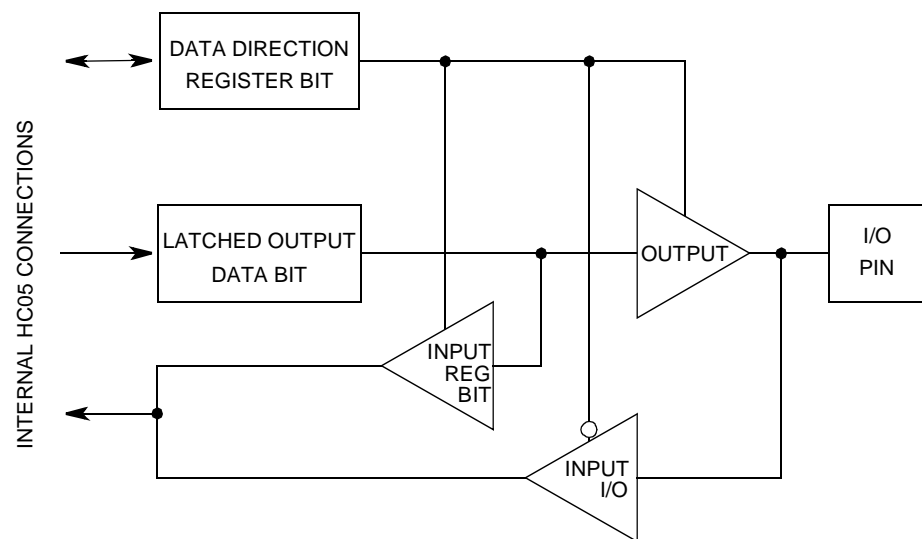 DATA DIRECTION
REGISTER BIT
INTERNAL HC05 CONNECTIONS
LATCHED OUTPUT
DATA BIT
OUTPUT
I/O
PIN
INPUT
REG
BIT
INPUT
I/O